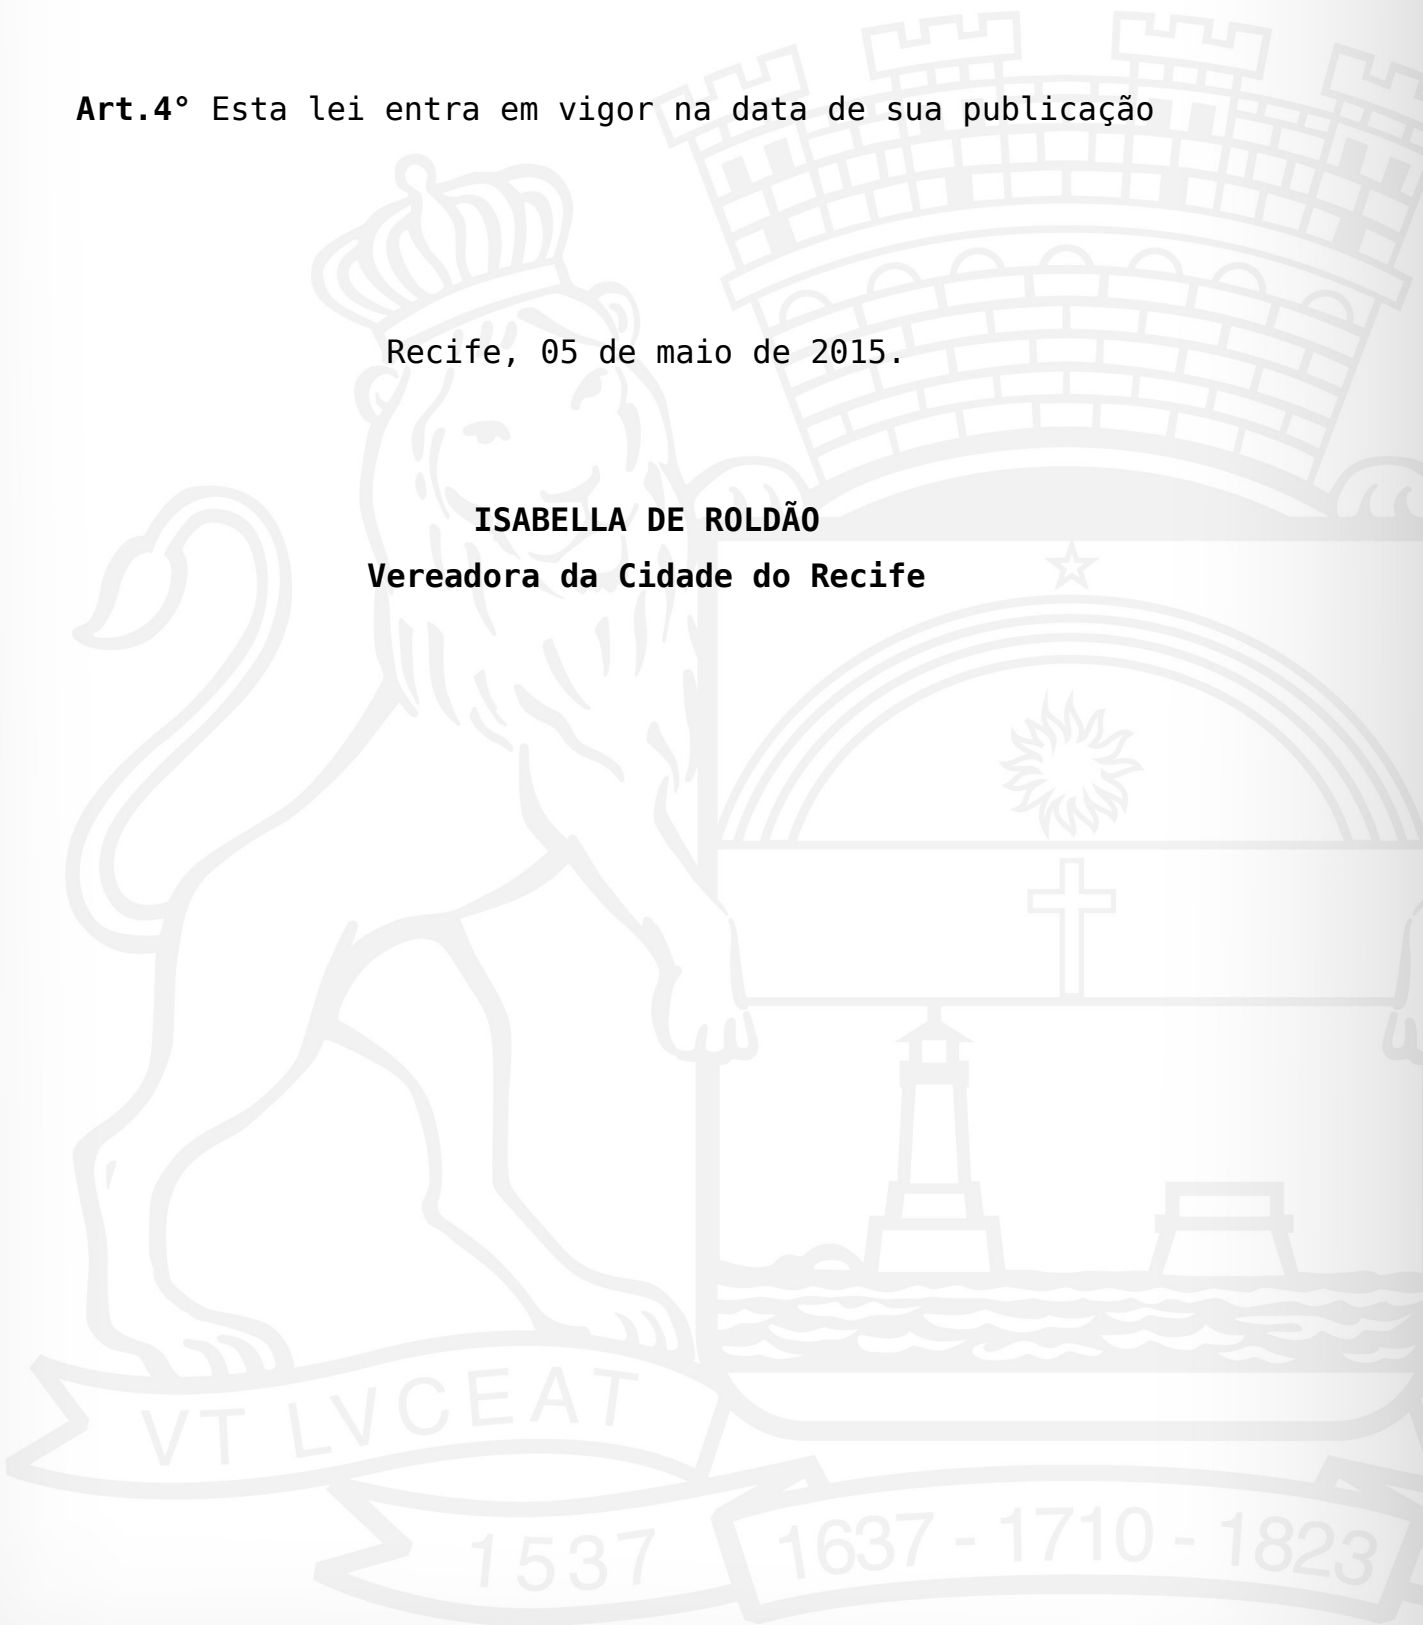 Art.4° Esta lei entra em vigor na data de sua publicação
Recife, 05 de maio de 2015.
ISABELLA DE ROLDÃO
Vereadora da Cidade do Recife
VT LVCEAT
1537
1637 - 1710 - 1823